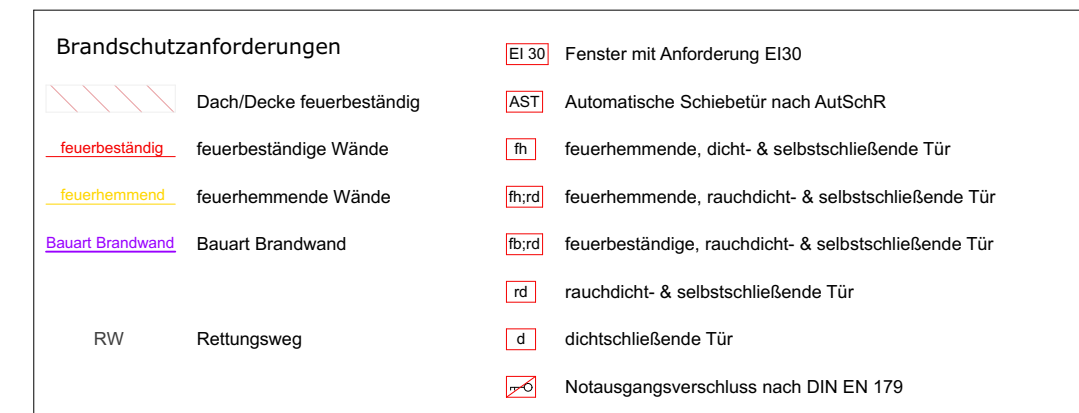 Brandschutzanforderungen
Dach/Decke feuerbeständig
feuerbeständig feuerbeständige Wände
feuerhemmend feuerhemmende Wände
Bauart Brandwand Bauart Brandwand
RW Rettungsweg
EI 30 Fenster mit Anforderung EI30
AST Automatische Schiebetür nach AutSchR
fh feuerhemmende, dicht- & selbstschließende Tür
fh;rd feuerhemmende, rauchdicht- & selbstschließende Tür
fb;rd feuerbeständige, rauchdicht- & selbstschließende Tür
rd rauchdicht- & selbstschließende Tür
d dichtschließende Tür
Notausgangsverschluss nach DIN EN 179